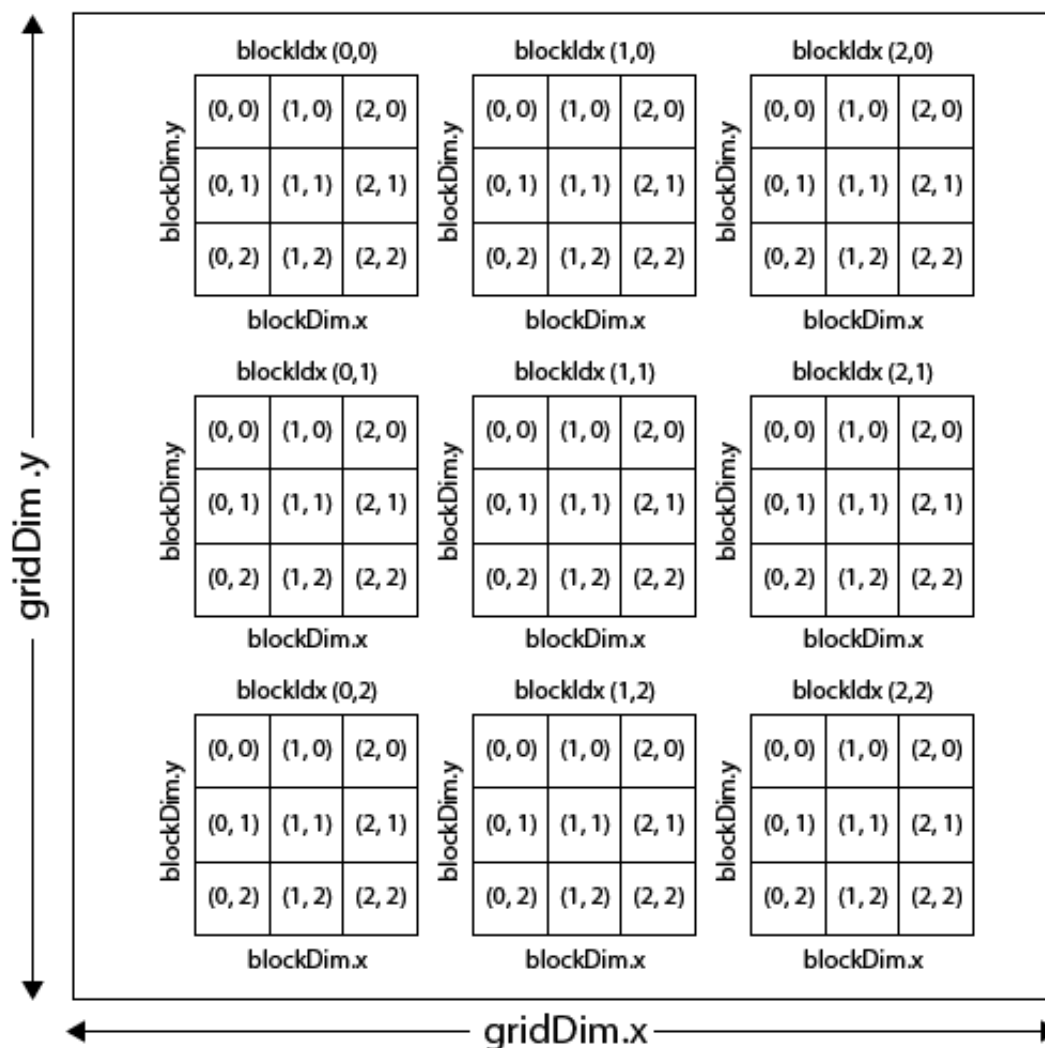 blockIdx (0,0) blockIdx (1,0) blockIdx (2,0)
blockDim.y (0, 0) (1, 0) (2, 0) blockDim.y (0, 0) (1, 0) (2, 0) blockDim.y (0, 0) (1, 0) (2, 0)
(0, 1) (1, 1) (2, 1) (0, 1) (1, 1) (2, 1) (0, 1) (1, 1) (2, 1)
(0, 2) (1, 2) (2, 2) (0, 2) (1, 2) (2, 2) (0, 2) (1, 2) (2, 2)
blockDim.x blockDim.x blockDim.x
blockIdx (0,1) blockIdx (1,1) blockIdx (2,1)
gridDim .y
blockDim.y (0, 0) (1, 0) (2, 0) blockDim.y (0, 0) (1, 0) (2, 0) blockDim.y (0, 0) (1, 0) (2, 0)
(0, 1) (1, 1) (2, 1) (0, 1) (1, 1) (2, 1) (0, 1) (1, 1) (2, 1)
(0, 2) (1, 2) (2, 2) (0, 2) (1, 2) (2, 2) (0, 2) (1, 2) (2, 2)
blockDim.x blockDim.x blockDim.x
blockIdx (0,2) blockIdx (1,2) blockIdx (2,2)
blockDim.y (0, 0) (1, 0) (2, 0) blockDim.y (0, 0) (1, 0) (2, 0) blockDim.y (0, 0) (1, 0) (2, 0)
(0, 1) (1, 1) (2, 1) (0, 1) (1, 1) (2, 1) (0, 1) (1, 1) (2, 1)
(0, 2) (1, 2) (2, 2) (0, 2) (1, 2) (2, 2) (0, 2) (1, 2) (2, 2)
blockDim.x blockDim.x blockDim.x
gridDim.x